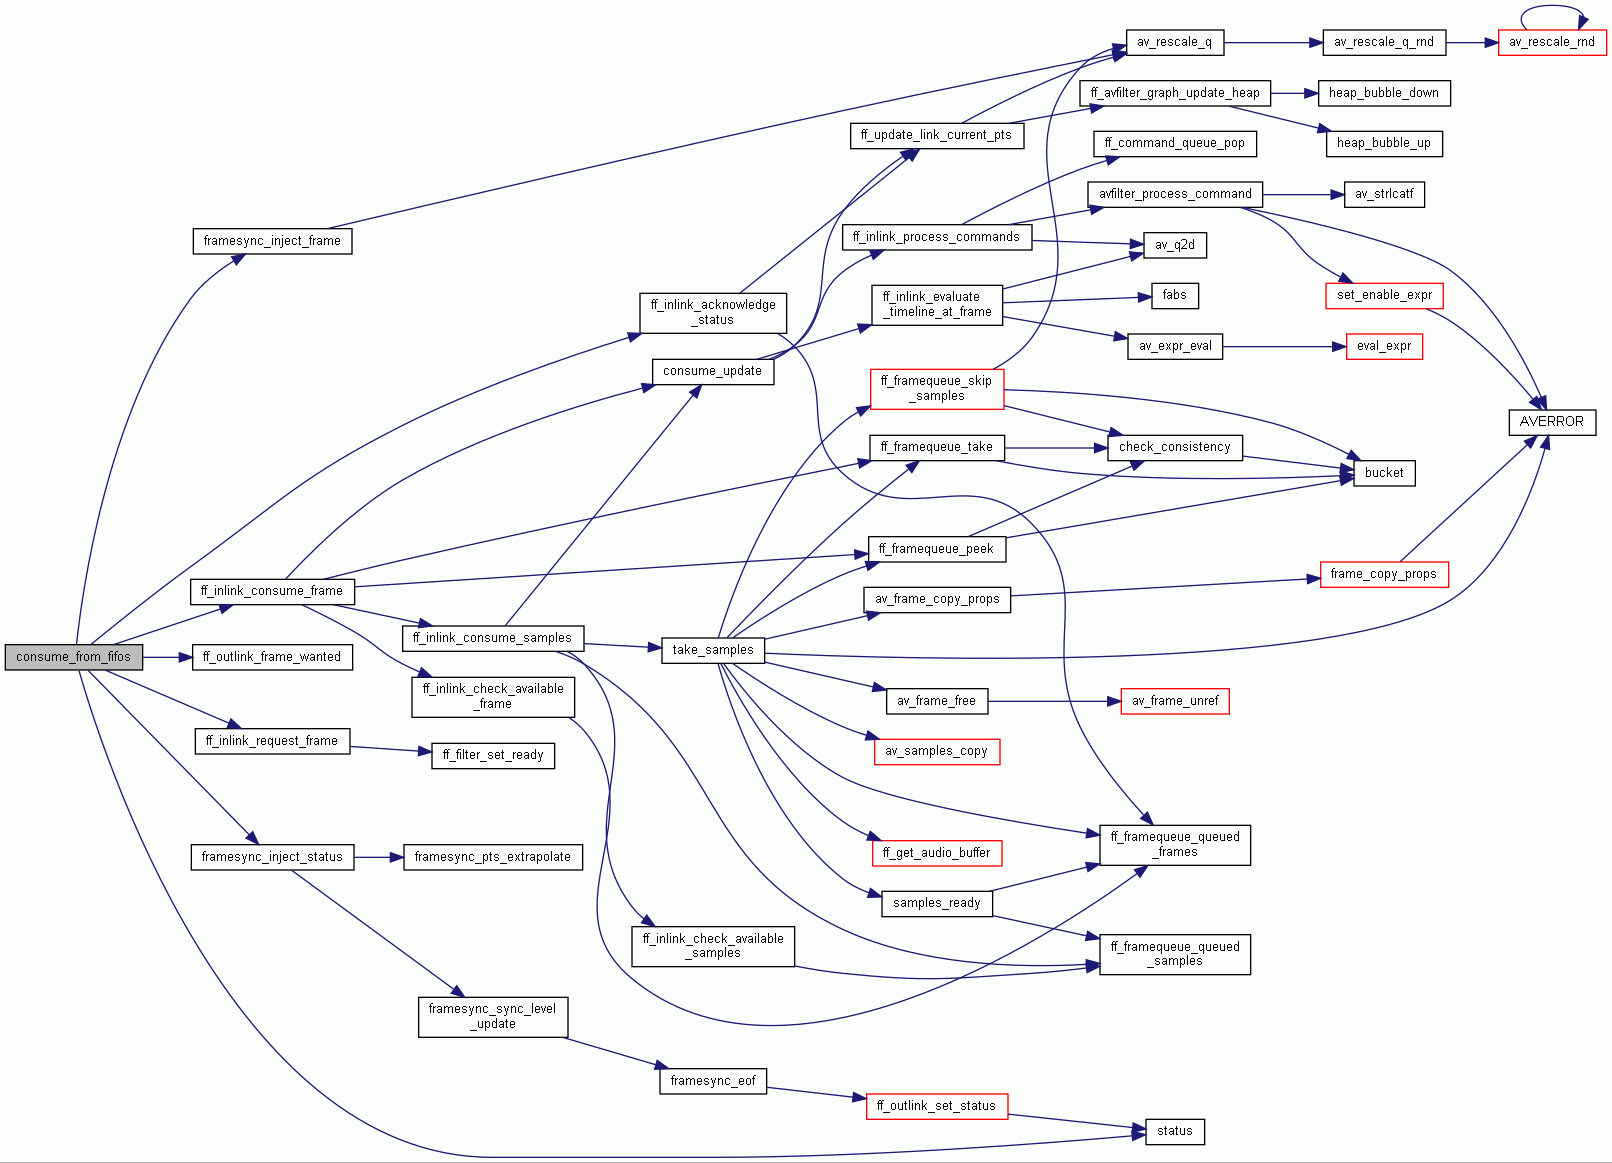 av_rescale_q
av_rescale_q_rnd
av_rescale_rnd
ff_avfilter_graph_update_heap
heap_bubble_down
ff_update_link_current_pts
ff_command_queue_pop
heap_bubble_up
avfilter_process_command
av_strlcatf
framesync_inject_frame
ff_inlink_process_commands
av_q2d
ff_inlink_acknowledge
_status
ff_inlink_evaluate
_timeline_at_frame
fabs
set_enable_expr
consume_update
av_expr_eval
eval_expr
ff_framequeue_skip
_samples
AVERROR
ff_framequeue_take
check_consistency
bucket
ff_framequeue_peek
ff_inlink_consume_frame
av_frame_copy_props
frame_copy_props
consume_from_fifos
ff_outlink_frame_wanted
ff_inlink_consume_samples
take_samples
ff_inlink_check_available
_frame
av_frame_free
av_frame_unref
ff_inlink_request_frame
ff_filter_set_ready
av_samples_copy
framesync_inject_status
framesync_pts_extrapolate
ff_get_audio_buffer
ff_framequeue_queued
_frames
samples_ready
ff_inlink_check_available
_samples
ff_framequeue_queued
_samples
framesync_sync_level
_update
framesync_eof
ff_outlink_set_status
status